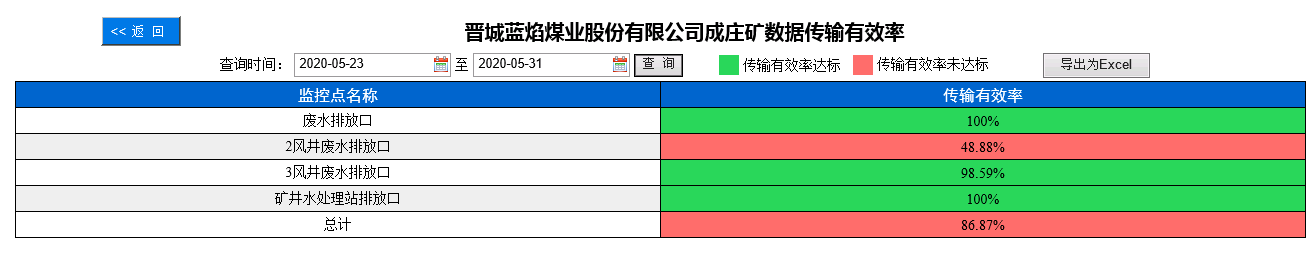 << 返 回
晋城蓝焰煤业股份有限公司成庄矿数据传输有效率
查询时间： 2020-05-23 至 2020-05-31 查 询 传输有效率达标 传输有效率未达标 导出为Excel
监控点名称 传输有效率
废水排放口 100%
2风井废水排放口 48.88%
3风井废水排放口 98.59%
矿井水处理站排放口 100%
总计 86.87%